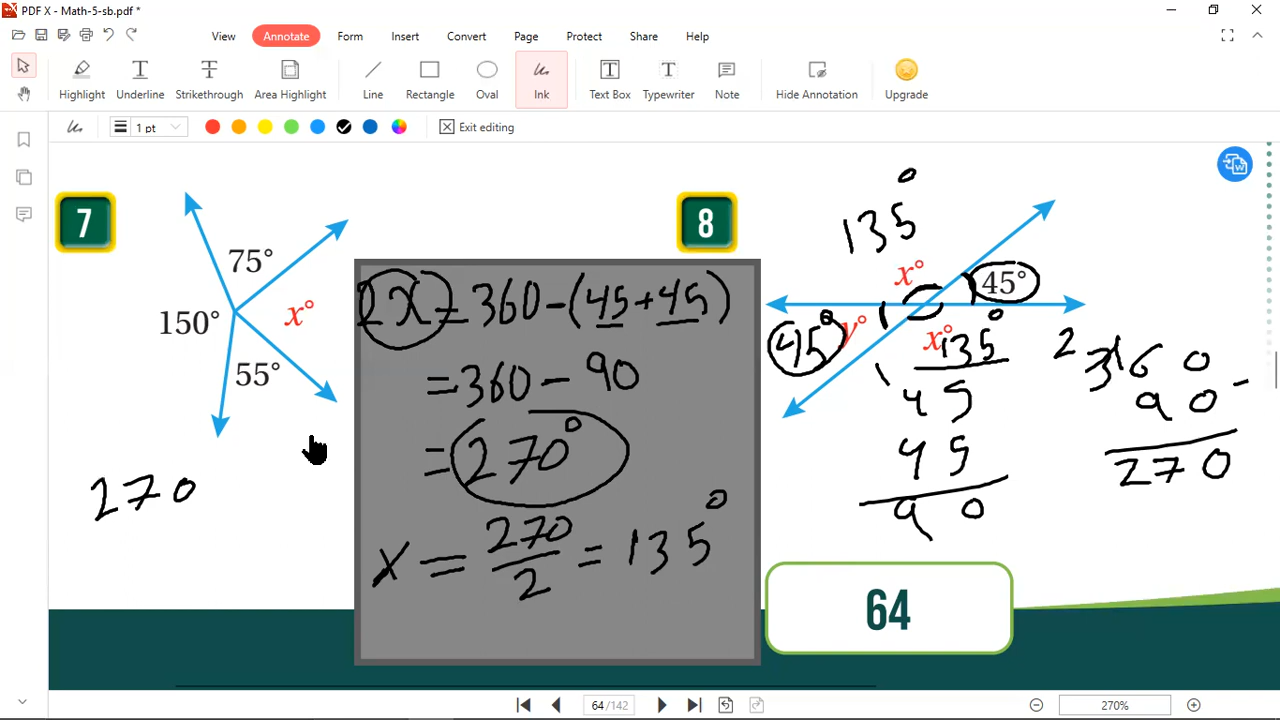 PDF X - Math-5-sb.pdf *
View Annotate Form Insert Convert Page Protect Share Help
Highlight Underline Strikethrough Area Highlight Line Rectangle Oval Ink Text Box Typewriter Note Hide Annotation Upgrade
1 pt Exit editing
7
75°
150°
x°
55°
270
2x=360-(45+45)
=360-90
=270°
x=270/2=135°
8
135°
x°
45°
45°
y°
x°
135°
45
45
90
2
3160
90-
270
64
64 /142
270%